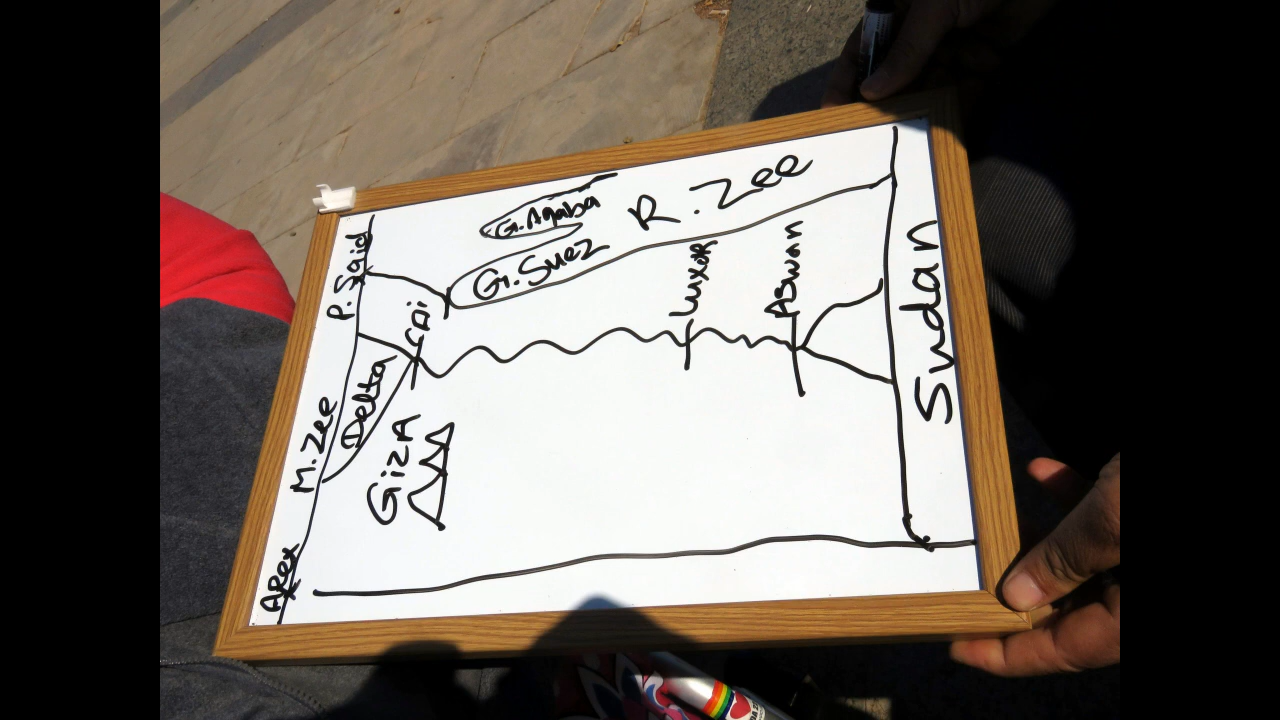 Alex
M.Zee
P.Said
Delta
CAi
GizA
G.Aqaba
G.Suez
R.Zee
Luxor
Aswan
Sudan